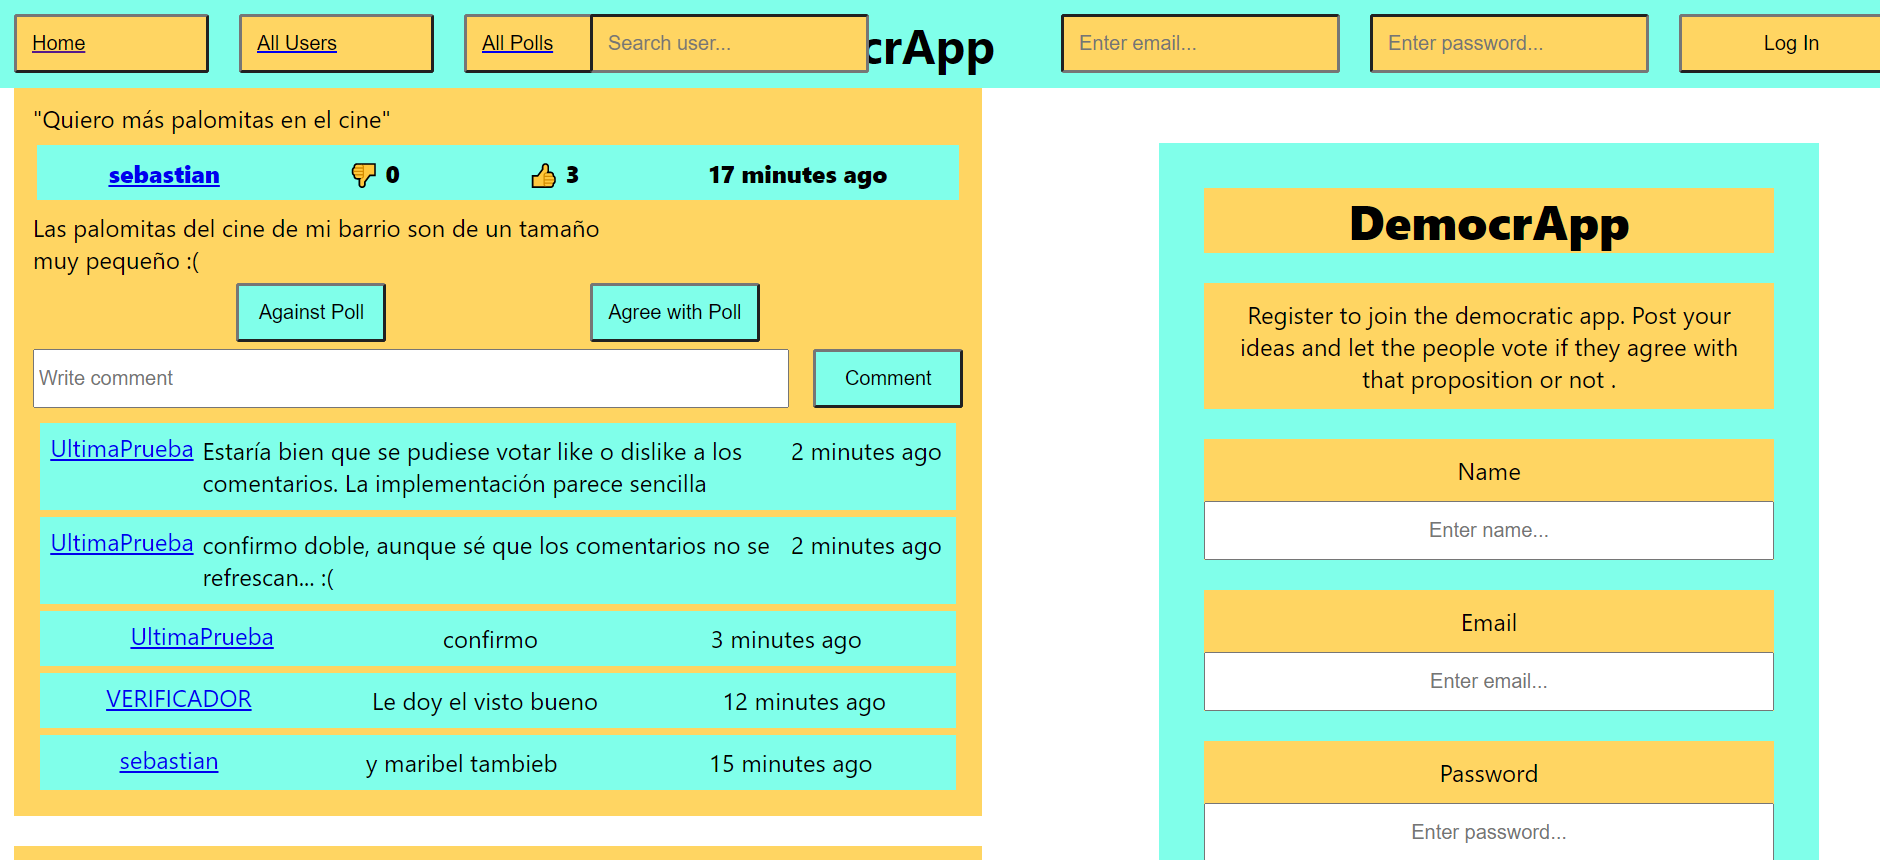 Home
All Users
All Polls
Search user...
crApp
Enter email...
Enter password...
Log In
"Quiero más palomitas en el cine"
sebastian 0 3 17 minutes ago
Las palomitas del cine de mi barrio son de un tamaño
muy pequeño :(
Against Poll
Agree with Poll
Write comment
Comment
UltimaPrueba Estaría bien que se pudiese votar like o dislike a los 2 minutes ago
comentarios. La implementación parece sencilla
UltimaPrueba confirmo doble, aunque sé que los comentarios no se 2 minutes ago
refrescan... :(
UltimaPrueba confirmo 3 minutes ago
VERIFICADOR Le doy el visto bueno 12 minutes ago
sebastian y maribel tambieb 15 minutes ago
DemocrApp
Register to join the democratic app. Post your
ideas and let the people vote if they agree with
that proposition or not .
Name
Enter name...
Email
Enter email...
Password
Enter password...